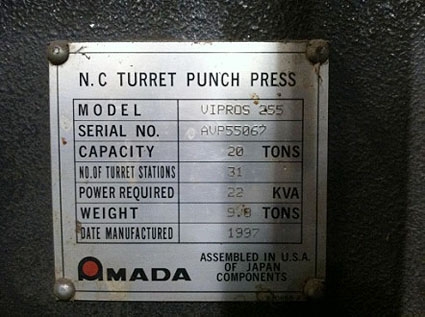 N.C TURRET PUNCH PRESS
MODEL VIPROS 255
SERIAL NO. AVP55067
CAPACITY 20 TONS
NO.OF TURRET STATIONS 31
POWER REQUIRED 22 KVA
WEIGHT 9.8 TONS
DATE MANUFACTURED 1997
AMADA
ASSEMBLED IN U.S.A.
OF JAPAN
COMPONENTS